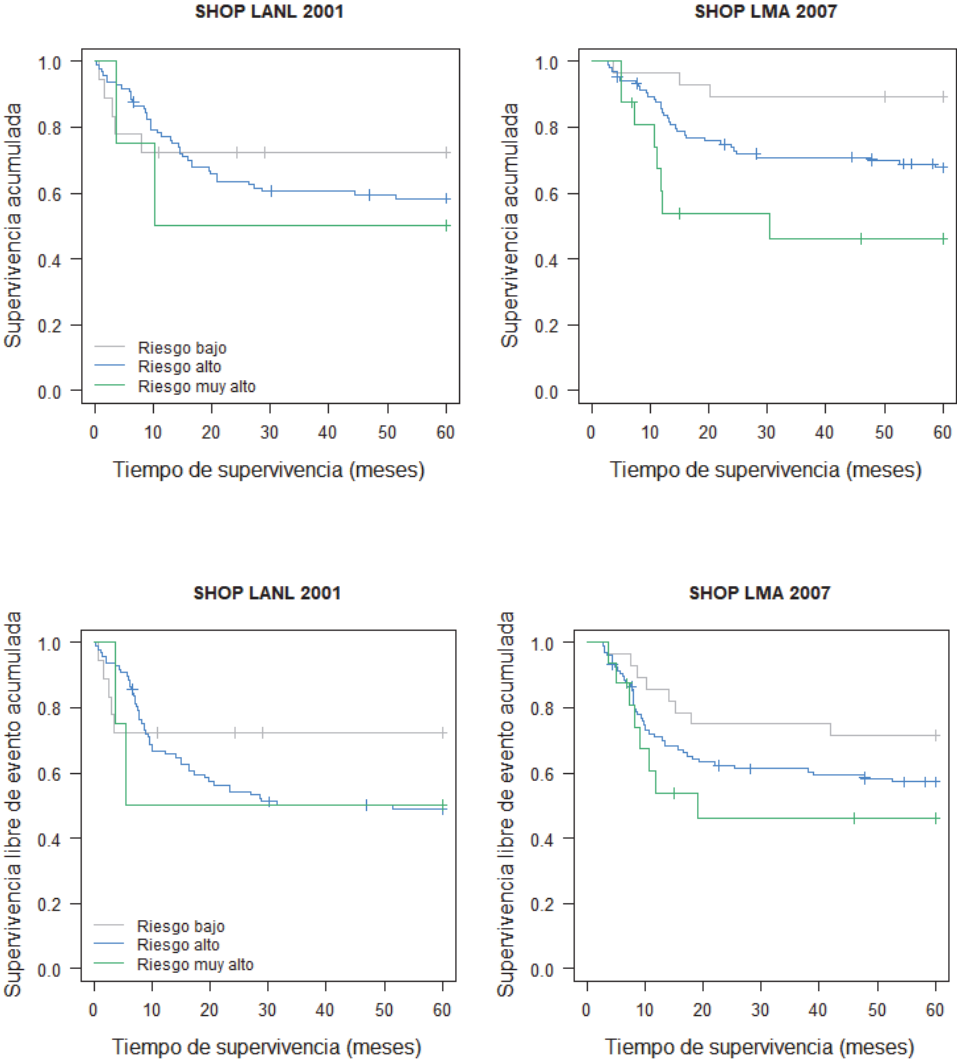 SHOP LANL 2001
Supervivencia acumulada
1.0
0.8
0.6
0.4
0.2
0.0
Riesgo bajo
Riesgo alto
Riesgo muy alto
0 10 20 30 40 50 60
Tiempo de supervivencia (meses)
SHOP LMA 2007
Supervivencia acumulada
1.0
0.8
0.6
0.4
0.2
0.0
0 10 20 30 40 50 60
Tiempo de supervivencia (meses)
SHOP LANL 2001
Supervivencia libre de evento acumulada
1.0
0.8
0.6
0.4
0.2
0.0
Riesgo bajo
Riesgo alto
Riesgo muy alto
0 10 20 30 40 50 60
Tiempo de supervivencia (meses)
SHOP LMA 2007
Supervivencia libre de evento acumulada
1.0
0.8
0.6
0.4
0.2
0.0
0 10 20 30 40 50 60
Tiempo de supervivencia (meses)